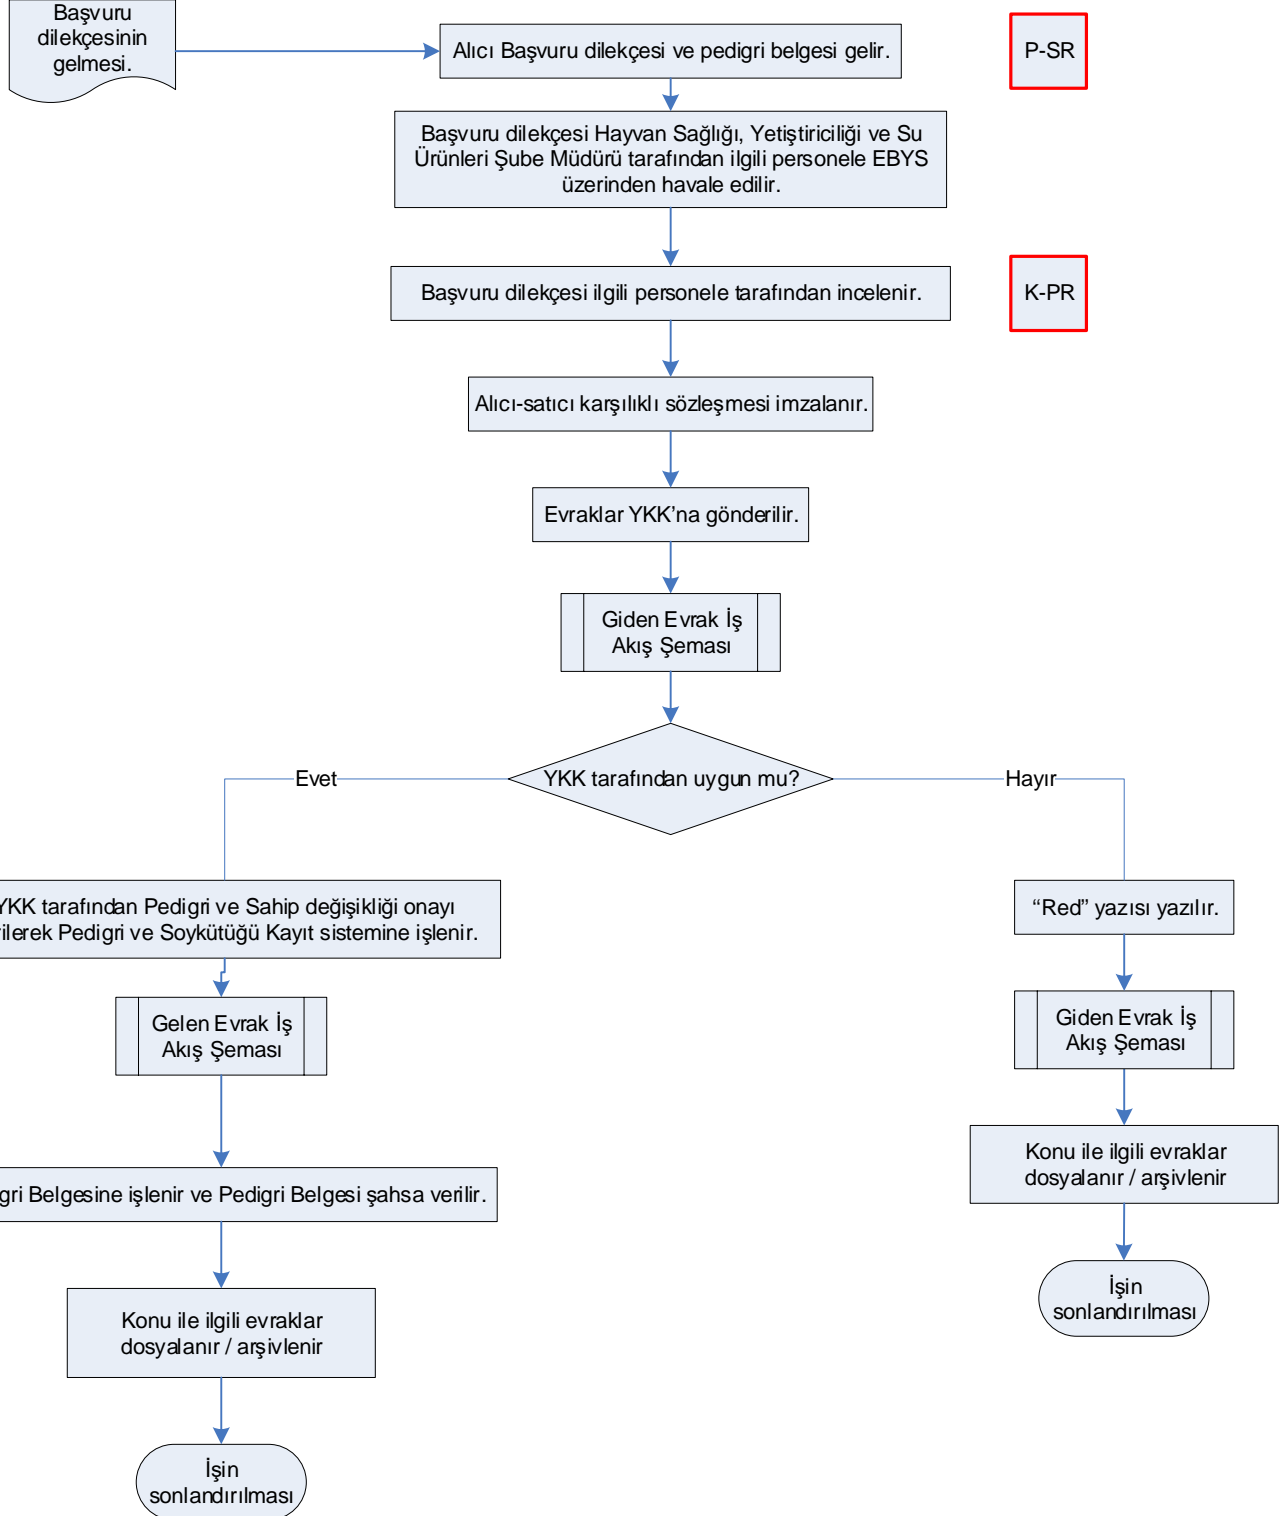 Başvuru
dilekçesinin
gelmesi.
Alıcı Başvuru dilekçesi ve pedigri belgesi gelir.
P-SR
Başvuru dilekçesi Hayvan Sağlığı, Yetiştiriciliği ve Su
Ürünleri Şube Müdürü tarafından ilgili personele EBYS
üzerinden havale edilir.
Başvuru dilekçesi ilgili personele tarafından incelenir.
K-PR
Alıcı-satıcı karşılıklı sözleşmesi imzalanır.
Evraklar YKK’na gönderilir.
Giden Evrak İş
Akış Şeması
YKK tarafından uygun mu?
Evet
Hayır
YKK tarafından Pedigri ve Sahip değişikliği onayı
rilerek Pedigri ve Soykütüğü Kayıt sistemine işlenir.
Gelen Evrak İş
Akış Şeması
gri Belgesine işlenir ve Pedigri Belgesi şahsa verilir.
Konu ile ilgili evraklar
dosyalanır / arşivlenir
İşin
sonlandırılması
“Red” yazısı yazılır.
Giden Evrak İş
Akış Şeması
Konu ile ilgili evraklar
dosyalanır / arşivlenir
İşin
sonlandırılması